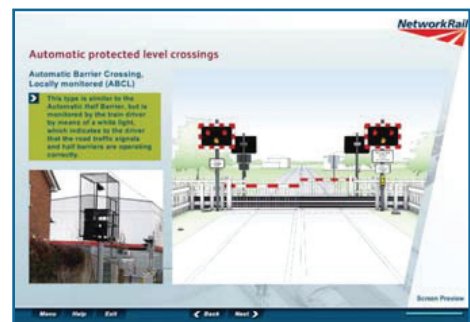 NetworkRail
Automatic protected level crossings
Automatic Barrier Crossing,
Locally monitored (ABCL)
This type is similar to the
Automatic Half Barrier, but is
monitored by the train driver
by means of a white light,
which indicates to the driver
that the road traffic signals
and half barriers are operating
correctly.
Screen Preview
Menu
Help
Exit
Back
Next